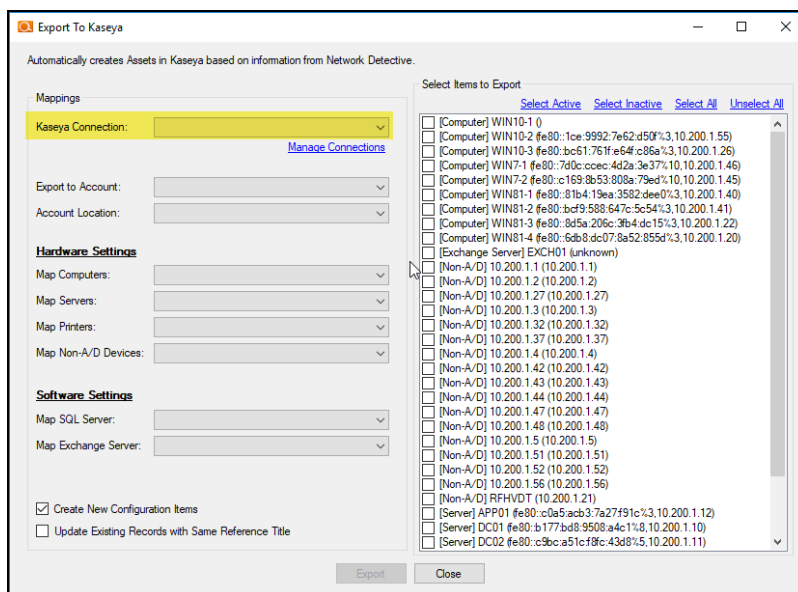 Export To Kaseya
Automatically creates Assets in Kaseya based on information from Network Detective.
Mappings
Kaseya Connection:
Manage Connections
Export to Account:
Account Location:
Hardware Settings
Map Computers:
Map Servers:
Map Printers:
Map Non-A/D Devices:
Software Settings
Map SQL Server:
Map Exchange Server:
Create New Configuration Items
Update Existing Records with Same Reference Title
Select Items to Export
Select Active Select Inactive Select All Unselect All
[Computer] WIN10-1 ()
[Computer] WIN10-2 (fe80::1ce:9992:7e62:d50f%3,10.200.1.55)
[Computer] WIN10-3 (fe80::bc61:761f:e64f:c86a%3,10.200.1.26)
[Computer] WIN7-1 (fe80::7d0c:ccec:4d2a:3e37%10,10.200.1.46)
[Computer] WIN7-2 (fe80::c169:8b53:808a:79ed%10,10.200.1.45)
[Computer] WIN81-1 (fe80::81b4:19ea:3582:dee0%3,10.200.1.40)
[Computer] WIN81-2 (fe80::bcf9:588:647c:5c54%3,10.200.1.41)
[Computer] WIN81-3 (fe80::8d5a:206c:3fb4:dc15%3,10.200.1.22)
[Computer] WIN81-4 (fe80::6db8:dc07:8a52:855d%3,10.200.1.20)
[Exchange Server] EXCH01 (unknown)
[Non-A/D] 10.200.1.1 (10.200.1.1)
[Non-A/D] 10.200.1.2 (10.200.1.2)
[Non-A/D] 10.200.1.27 (10.200.1.27)
[Non-A/D] 10.200.1.3 (10.200.1.3)
[Non-A/D] 10.200.1.32 (10.200.1.32)
[Non-A/D] 10.200.1.37 (10.200.1.37)
[Non-A/D] 10.200.1.4 (10.200.1.4)
[Non-A/D] 10.200.1.42 (10.200.1.42)
[Non-A/D] 10.200.1.43 (10.200.1.43)
[Non-A/D] 10.200.1.44 (10.200.1.44)
[Non-A/D] 10.200.1.47 (10.200.1.47)
[Non-A/D] 10.200.1.48 (10.200.1.48)
[Non-A/D] 10.200.1.5 (10.200.1.5)
[Non-A/D] 10.200.1.51 (10.200.1.51)
[Non-A/D] 10.200.1.52 (10.200.1.52)
[Non-A/D] 10.200.1.56 (10.200.1.56)
[Non-A/D] RFHVDT (10.200.1.21)
[Server] APP01 (fe80::c0a5:acb3:7a27:f91c%3,10.200.1.12)
[Server] DC01 (fe80::b177:bd8:9508:a4c1%8,10.200.1.10)
[Server] DC02 (fe80::c9bc:a51c:f8fc:43d8%5,10.200.1.11)
Export Close